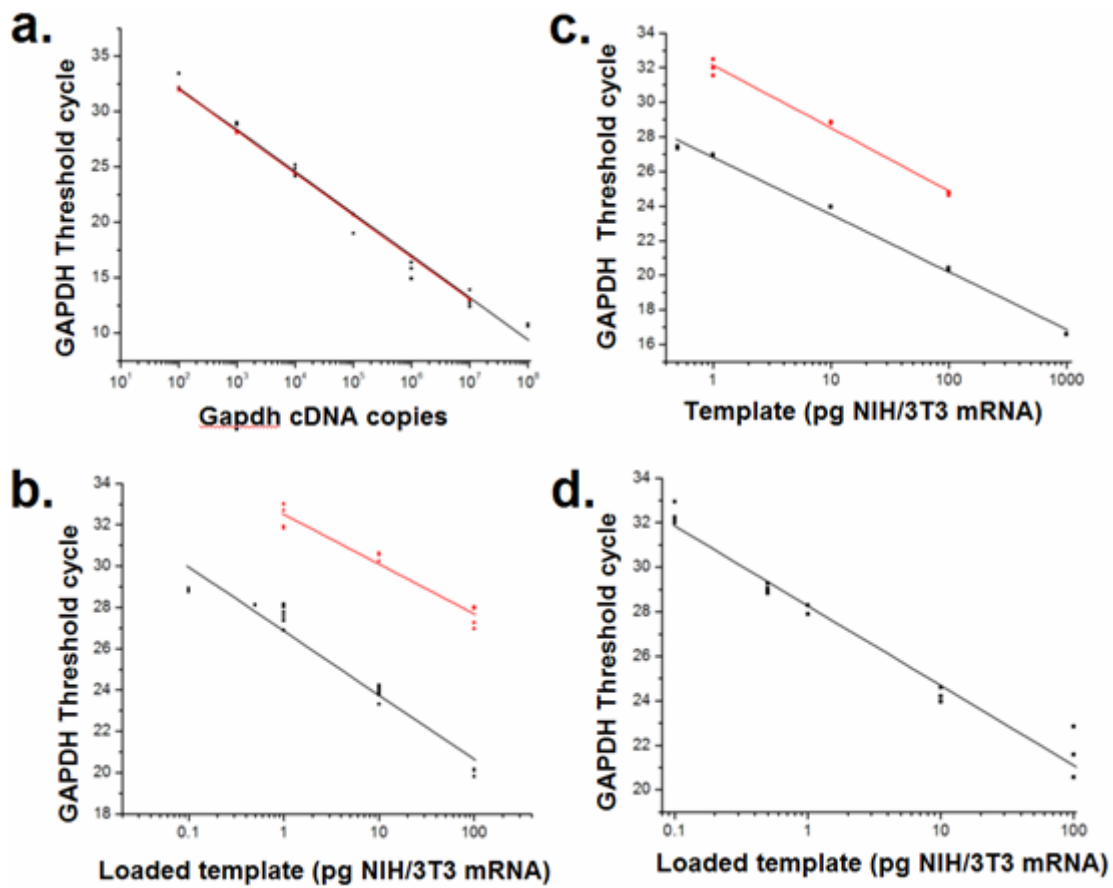 a.
GAPDH Threshold cycle
35
30
25
20
15
10
10¹ 10² 10³ 10⁴ 10⁵ 10⁶ 10⁷ 10⁸
Gapdh cDNA copies
c.
GAPDH Threshold cycle
34
32
30
28
26
24
22
20
18
16
1 10 100 1000
Template (pg NIH/3T3 mRNA)
b.
GAPDH Threshold cycle
34
32
30
28
26
24
22
20
18
0.1 1 10 100
Loaded template (pg NIH/3T3 mRNA)
d.
GAPDH Threshold cycle
34
32
30
28
26
24
22
20
19
0.1 1 10 100
Loaded template (pg NIH/3T3 mRNA)